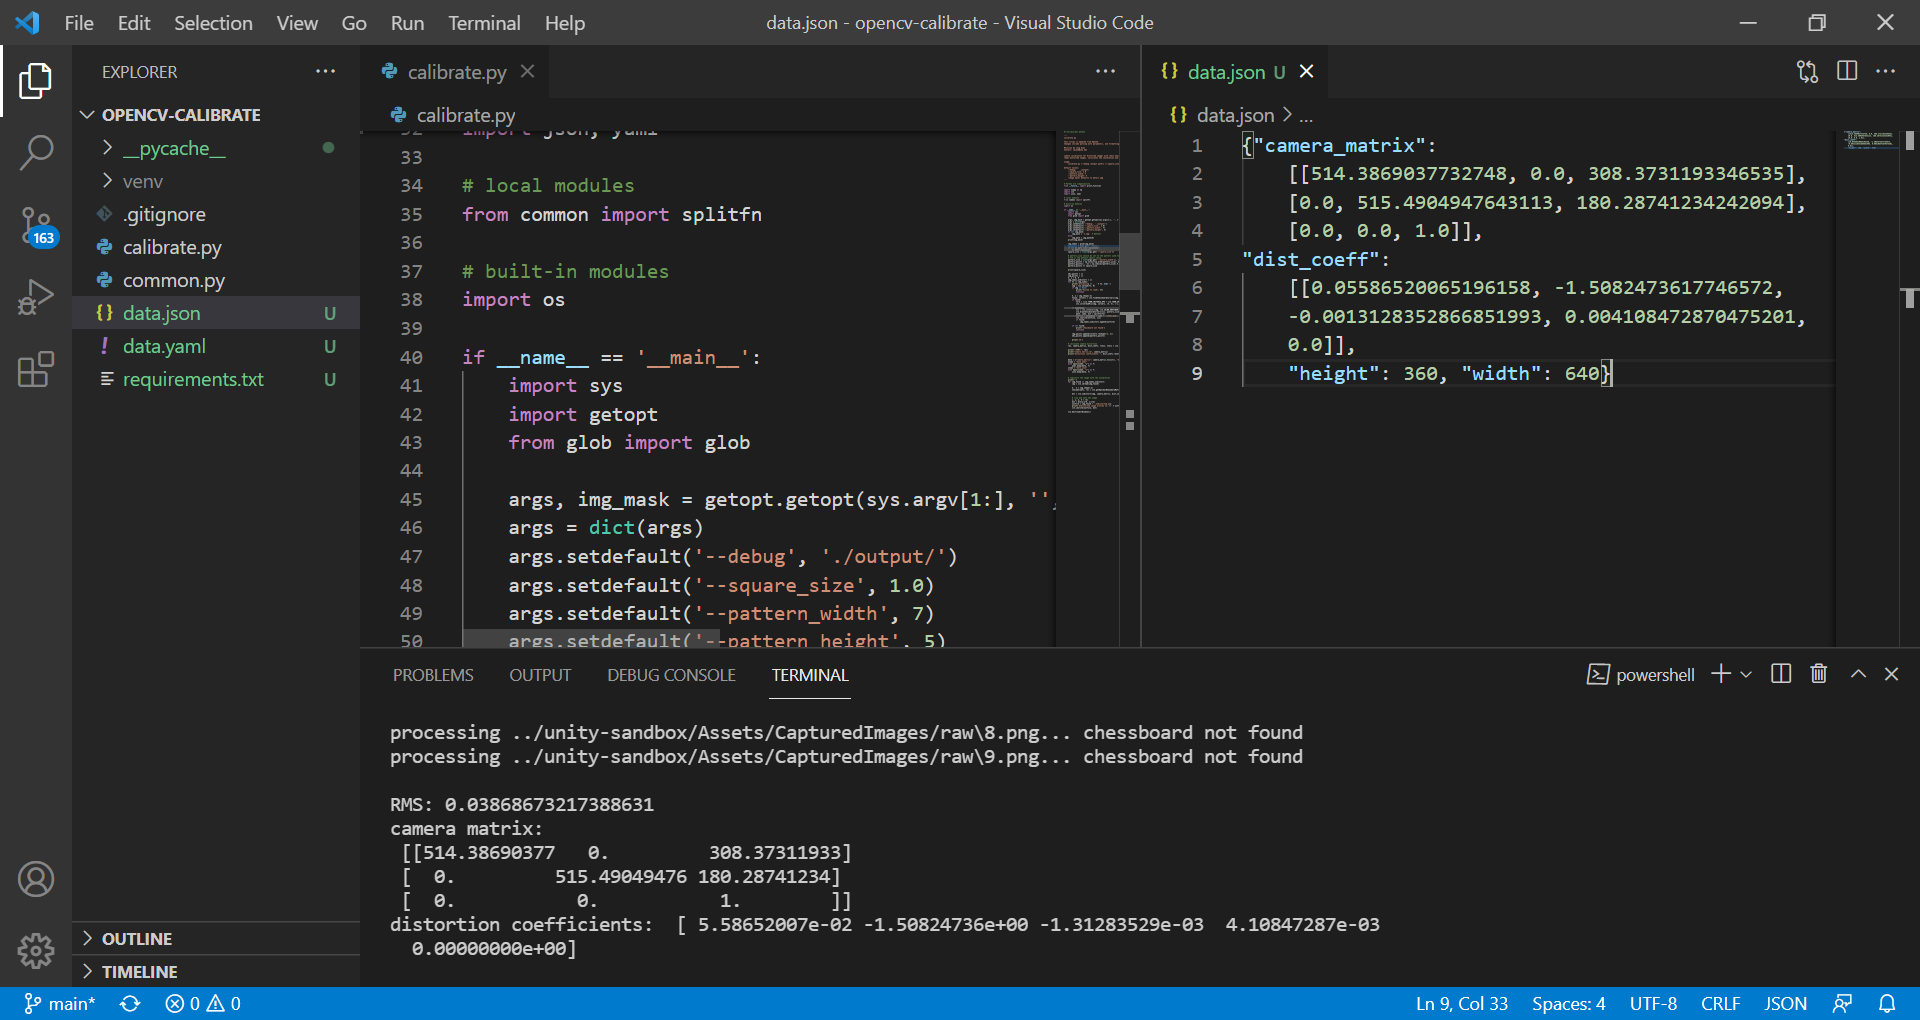 File Edit Selection View Go Run Terminal Help
data.json - opencv-calibrate - Visual Studio Code
EXPLORER
OPENCV-CALIBRATE
__pycache__
venv
.gitignore
calibrate.py
common.py
data.json U
data.yaml U
requirements.txt U
163
OUTLINE
TIMELINE
calibrate.py
calibrate.py
32 import json, yaml
33
34 # local modules
35 from common import splitfn
36
37 # built-in modules
38 import os
39
40 if __name__ == '__main__':
41 import sys
42 import getopt
43 from glob import glob
44
45 args, img_mask = getopt.getopt(sys.argv[1:], '',
46 args = dict(args)
47 args.setdefault('--debug', './output/')
48 args.setdefault('--square_size', 1.0)
49 args.setdefault('--pattern_width', 7)
50 args.setdefault('--pattern_height', 5)
{} data.json U
{} data.json > ...
1 {"camera_matrix":
2 [[514.3869037732748, 0.0, 308.3731193346535],
3 [0.0, 515.4904947643113, 180.28741234242094],
4 [0.0, 0.0, 1.0]],
5 "dist_coeff":
6 [[0.05586520065196158, -1.5082473617746572,
7 -0.0013128352866851993, 0.004108472870475201,
8 0.0]],
9 "height": 360, "width": 640}
PROBLEMS OUTPUT DEBUG CONSOLE TERMINAL
powershell
processing ../unity-sandbox/Assets/CapturedImages/raw\8.png... chessboard not found
processing ../unity-sandbox/Assets/CapturedImages/raw\9.png... chessboard not found
RMS: 0.03868673217388631
camera matrix:
[[514.38690377 0. 308.37311933]
[ 0. 515.49049476 180.28741234]
[ 0. 0. 1. ]]
distortion coefficients: [ 5.58652007e-02 -1.50824736e+00 -1.31283529e-03 4.10847287e-03
0.00000000e+00]
main* 0 0
Ln 9, Col 33 Spaces: 4 UTF-8 CRLF JSON